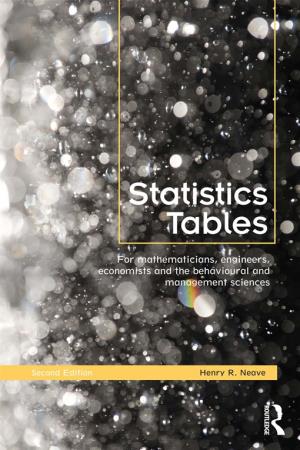 Statistics
Tables
For mathematicians, engineers,
economists and the behavioural and
management sciences
Second Edition
Henry R. Neave
ROUTLEDGE